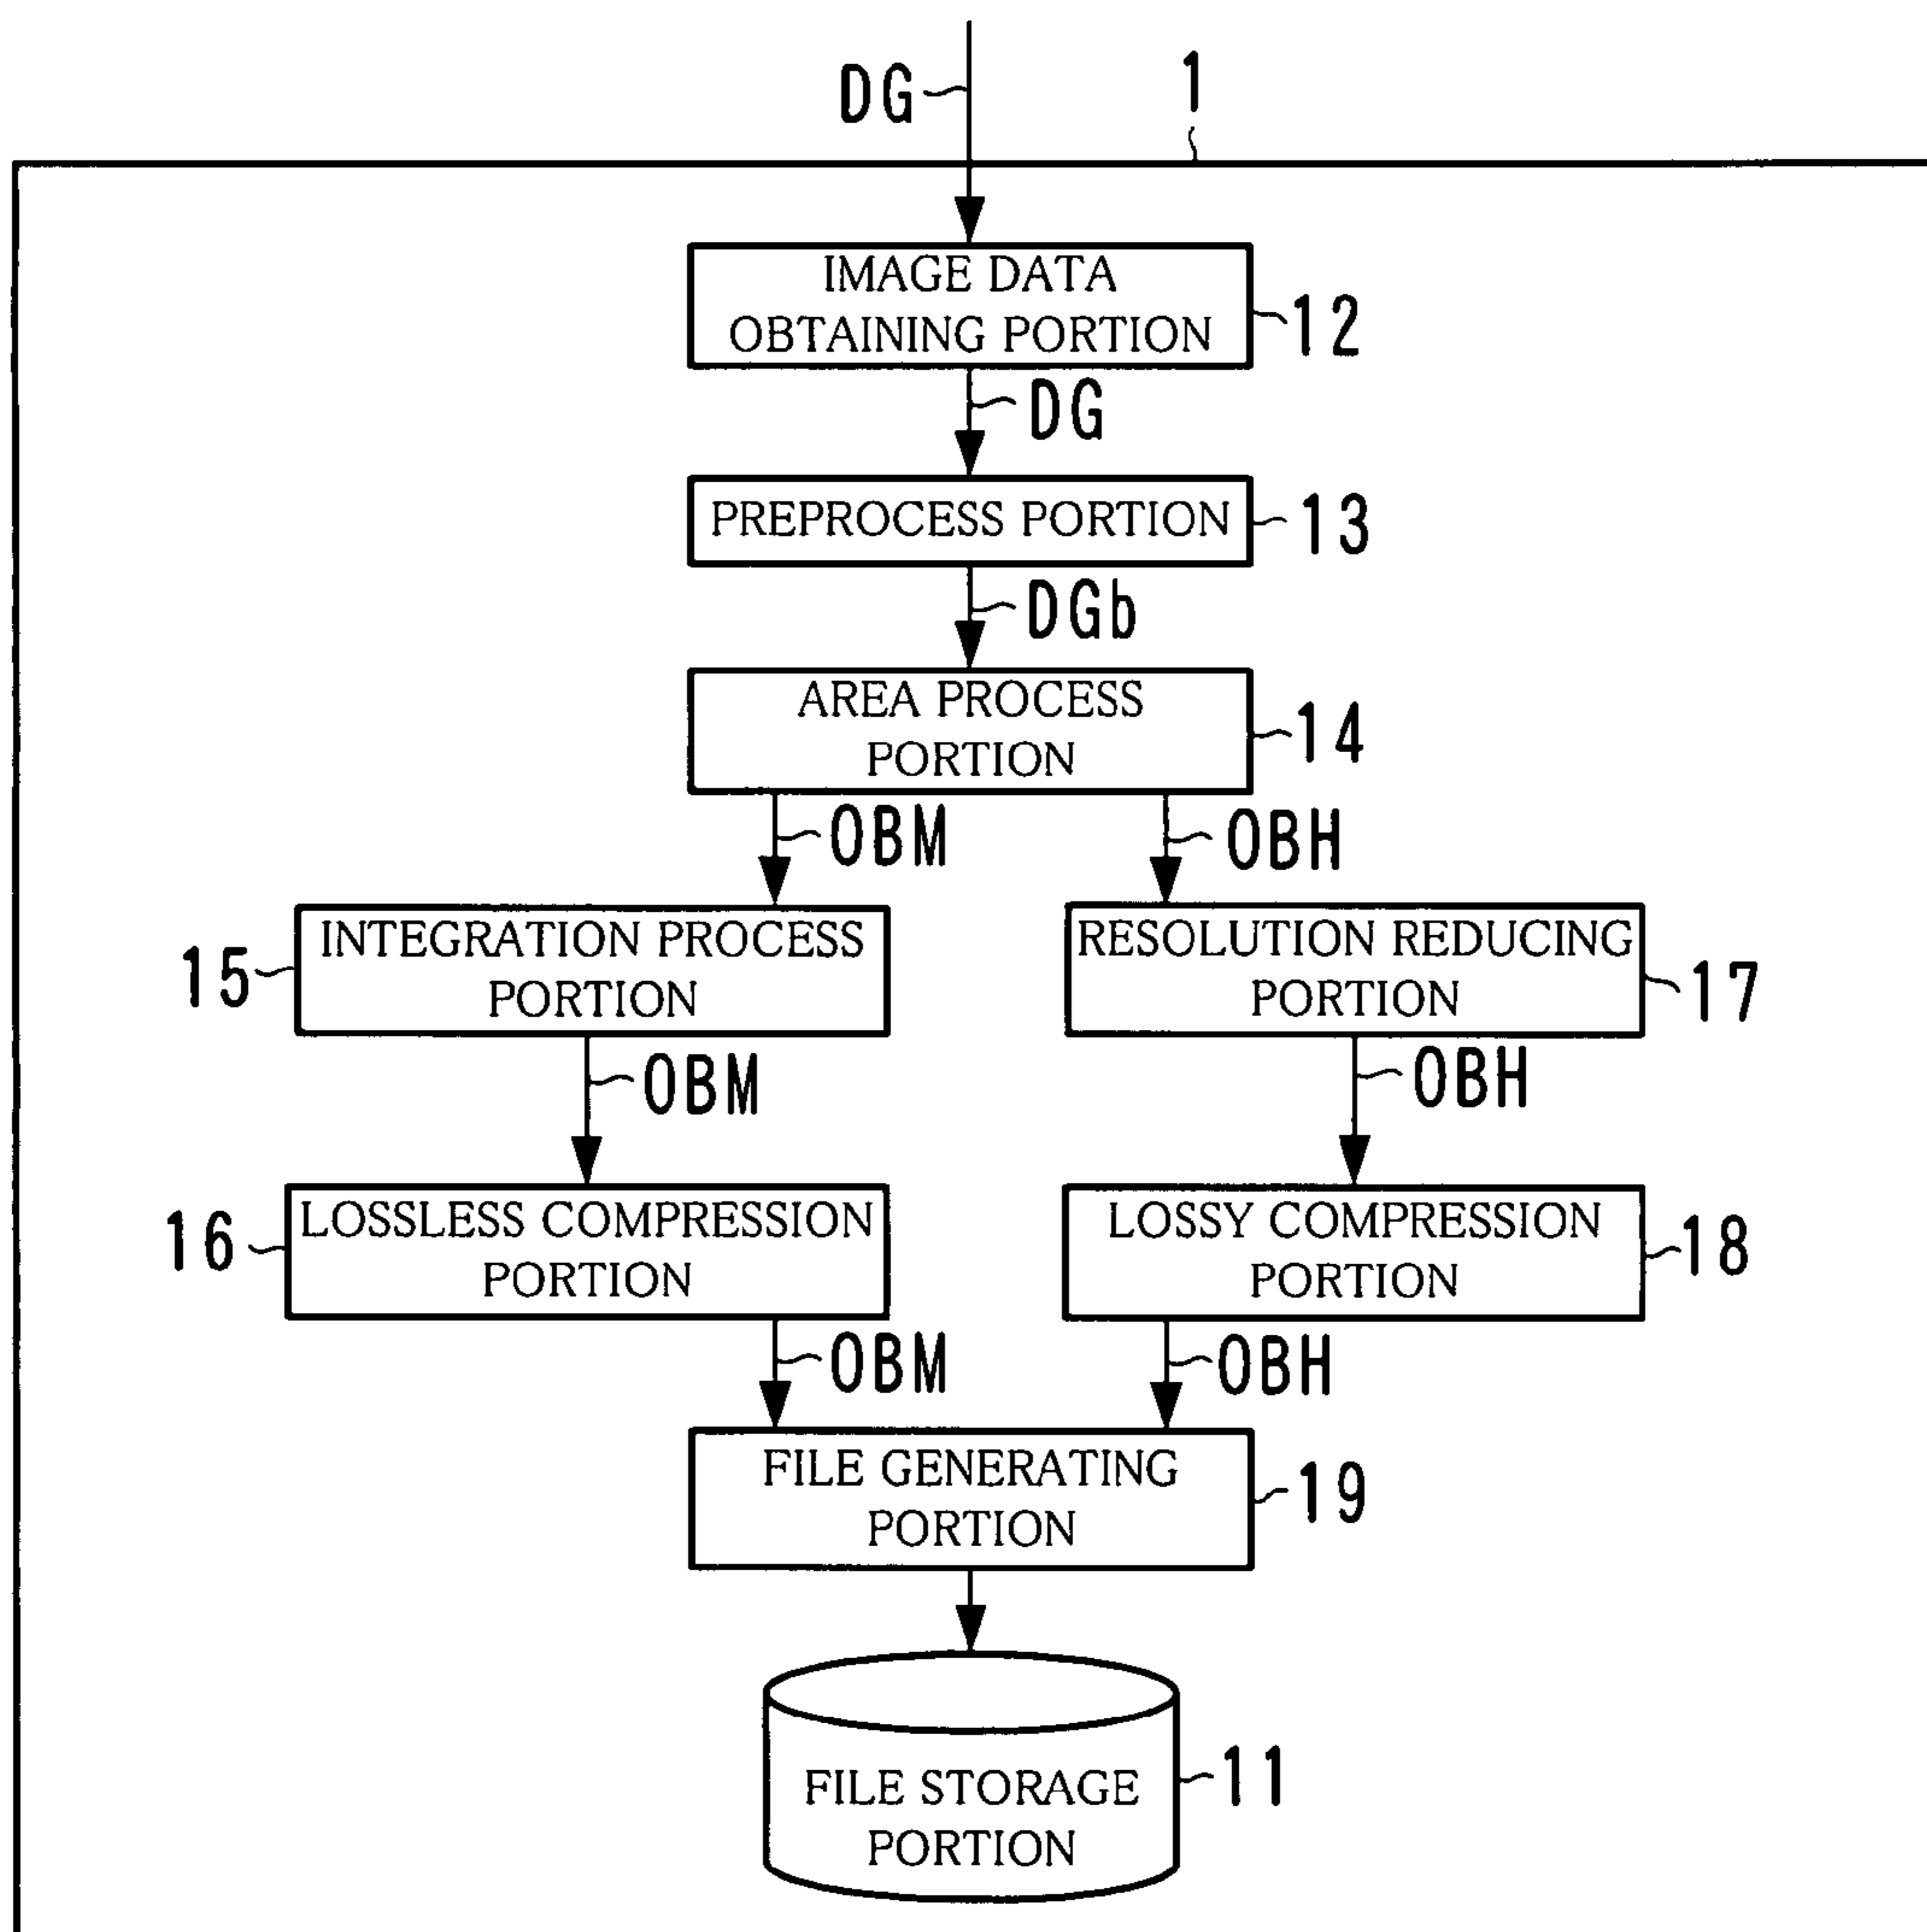 DG
1
IMAGE DATA
OBTAINING PORTION
12
DG
PREPROCESS PORTION
13
DGb
AREA PROCESS
PORTION
14
OBM
OBH
15
INTEGRATION PROCESS
PORTION
RESOLUTION REDUCING
PORTION
17
OBM
OBH
16
LOSSLESS COMPRESSION
PORTION
LOSSY COMPRESSION
PORTION
18
OBM
OBH
FILE GENERATING
PORTION
19
FILE STORAGE
PORTION
11